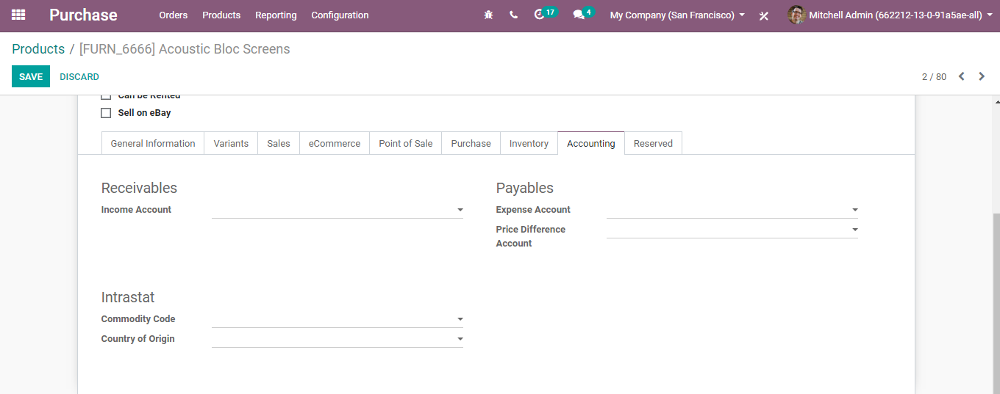 Purchase Orders Products Reporting Configuration 17 4 My Company (San Francisco) Mitchell Admin (662212-13-0-91a5ae-all)
Products / [FURN_6666] Acoustic Bloc Screens
SAVE DISCARD 2 / 80
Can be Rented
Sell on eBay
General Information Variants Sales eCommerce Point of Sale Purchase Inventory Accounting Reserved
Receivables Payables
Income Account Expense Account
Price Difference
Account
Intrastat
Commodity Code
Country of Origin